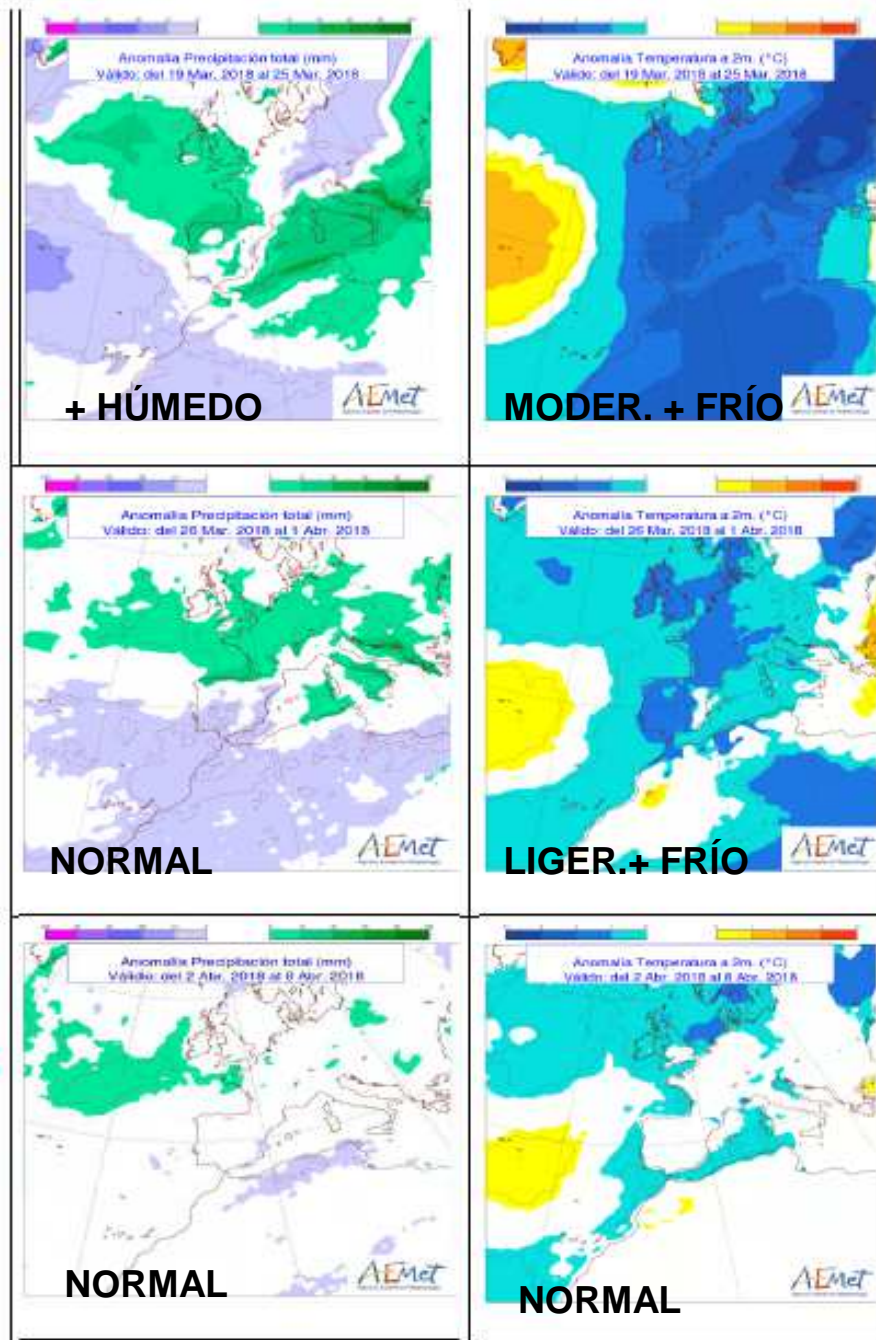 Anomalía Precipitación total (mm)
Válido: del 19 Mar. 2018 al 25 Mar. 2018
+ HÚMEDO
AEMet
Anomalía Temperatura a 2m. (°C)
Válido: del 19 Mar. 2018 al 25 Mar. 2018
MODER. + FRÍO
AEMet
Anomalía Precipitación total (mm)
Válido: del 26 Mar. 2018 al 1 Abr. 2018
NORMAL
AEMet
Anomalía Temperatura a 2m. (°C)
Válido: del 26 Mar. 2018 al 1 Abr. 2018
LIGER.+ FRÍO
AEMet
Anomalía Precipitación total (mm)
Válido: del 2 Abr. 2018 al 8 Abr. 2018
NORMAL
AEMet
Anomalía Temperatura a 2m. (°C)
Válido: del 2 Abr. 2018 al 8 Abr. 2018
NORMAL
AEMet